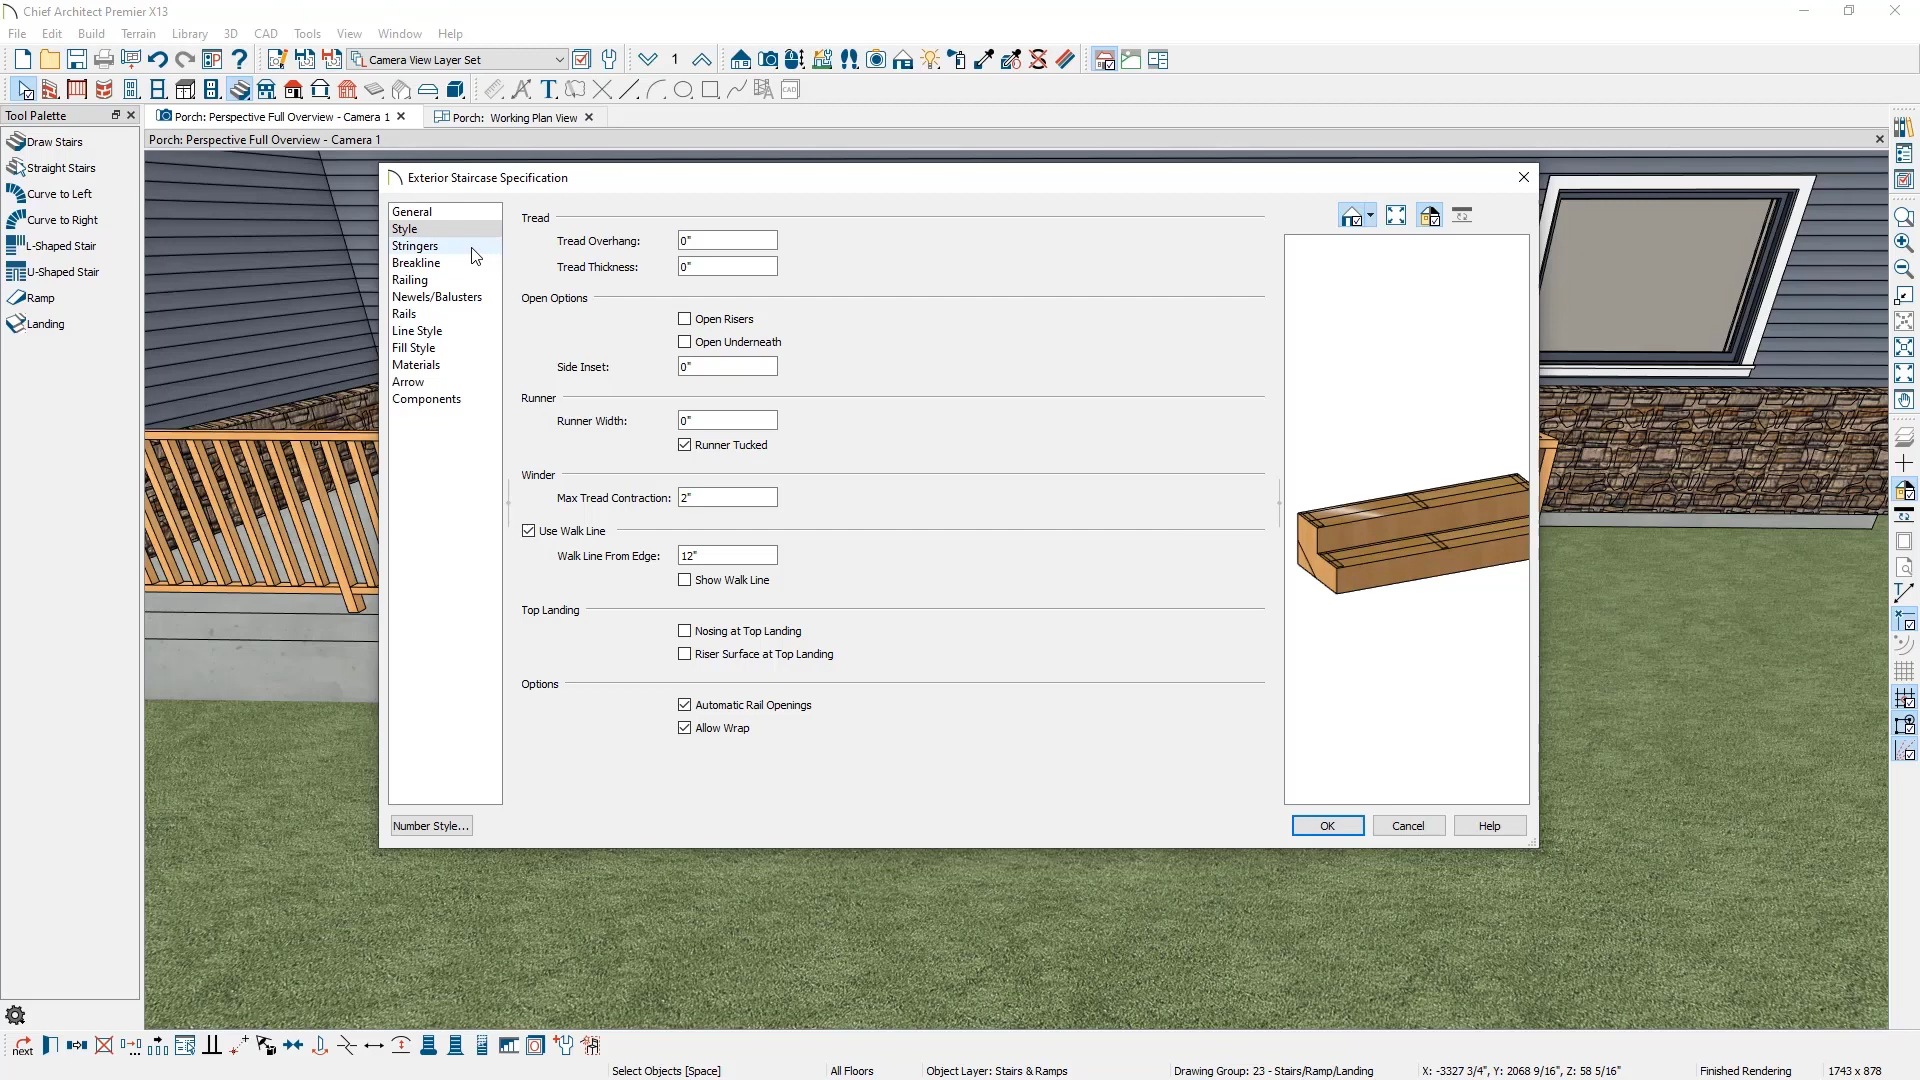 Chief Architect Premier X13
File Edit Build Terrain Library 3D CAD Tools View Window Help
Camera View Layer Set
1
Tool Palette
Porch: Perspective Full Overview - Camera 1
Porch: Working Plan View
Porch: Perspective Full Overview - Camera 1
Draw Stairs
Straight Stairs
Curve to Left
Curve to Right
L-Shaped Stair
U-Shaped Stair
Ramp
Landing
Exterior Staircase Specification
General
Style
Stringers
Breakline
Railing
Newels/Balusters
Rails
Line Style
Fill Style
Materials
Arrow
Components
Number Style...
Tread
Tread Overhang: 0"
Tread Thickness: 0"
Open Options
Open Risers
Open Underneath
Side Inset: 0"
Runner
Runner Width: 0"
Runner Tucked
Winder
Max Tread Contraction: 2"
Use Walk Line
Walk Line From Edge: 12"
Show Walk Line
Top Landing
Nosing at Top Landing
Riser Surface at Top Landing
Options
Automatic Rail Openings
Allow Wrap
OK Cancel Help
next
Select Objects [Space] All Floors Object Layer: Stairs & Ramps Drawing Group: 23 - Stairs/Ramp/Landing X: -3327 3/4", Y: 2068 9/16", Z: 58 5/16" Finished Rendering 1743 x 878